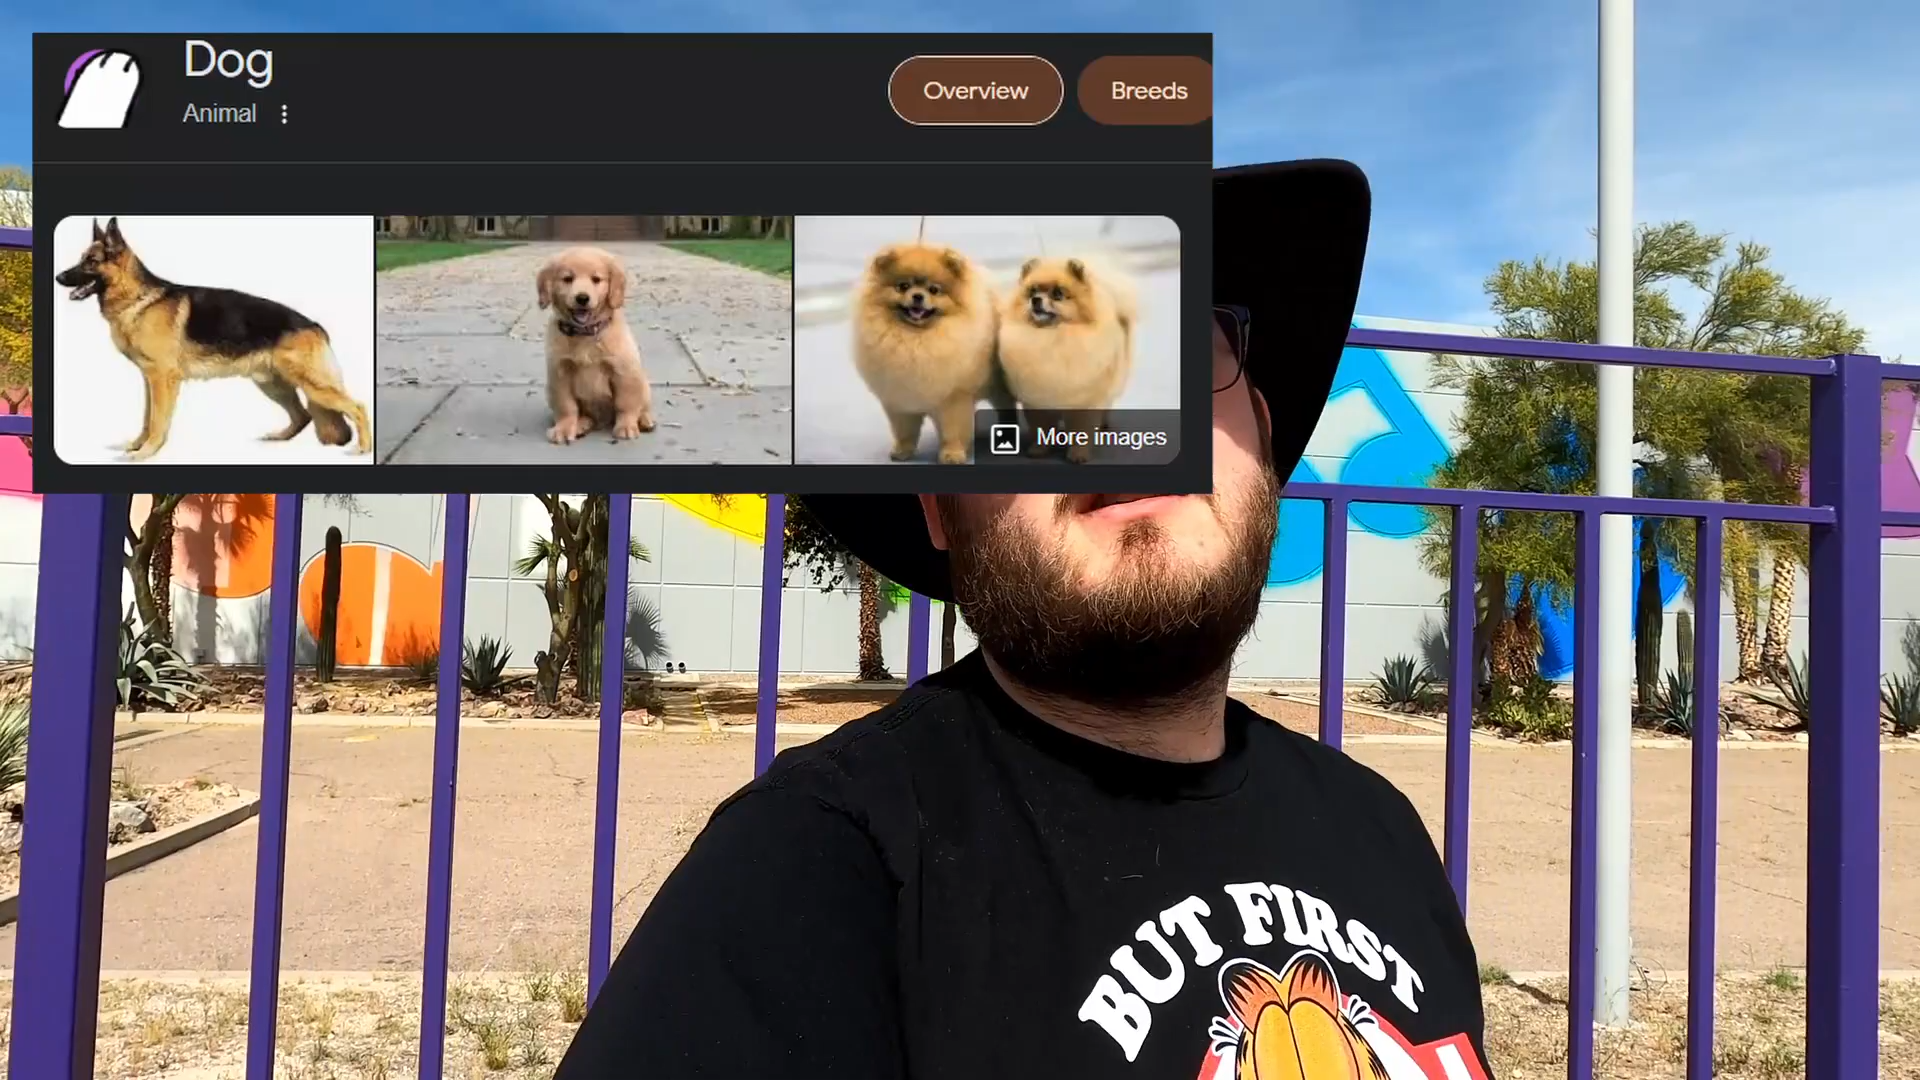 Dog
Animal
Overview
Breeds
More images
BUT FIRST